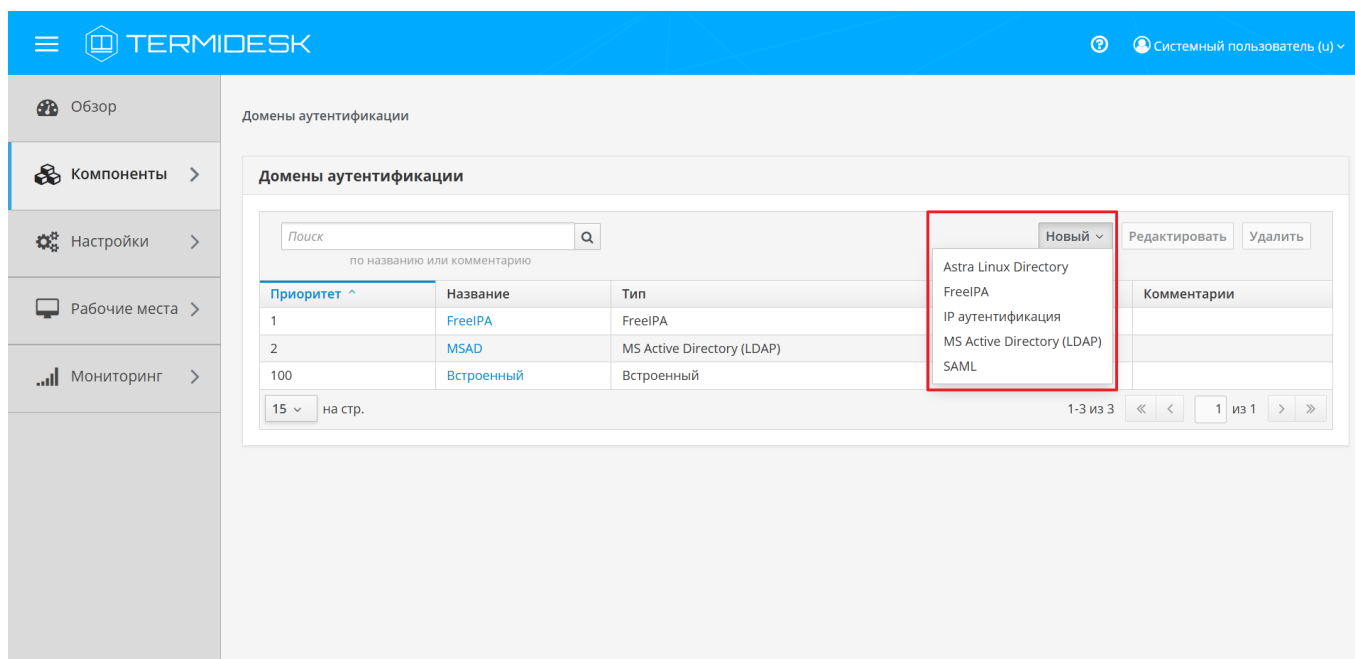 TERMIDESK
Системный пользователь (u)
Обзор
Компоненты
Настройки
Рабочие места
Мониторинг
Домены аутентификации
Домены аутентификации
Поиск
по названию или комментарию
Новый
Редактировать
Удалить
Astra Linux Directory
FreeIPA
IP аутентификация
MS Active Directory (LDAP)
SAML
Приоритет Название Тип Комментарии
1 FreeIPA FreeIPA
2 MSAD MS Active Directory (LDAP)
100 Встроенный Встроенный
15 на стр.
1-3 из 3
1 из 1